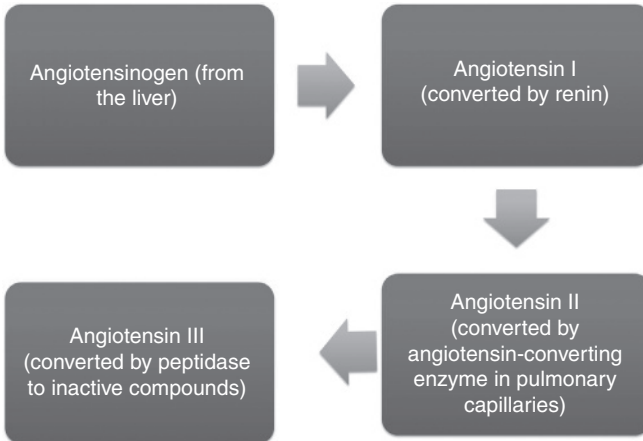 Angiotensinogen (from
the liver)
Angiotensin I
(converted by renin)
Angiotensin II
(converted by
angiotensin-converting
enzyme in pulmonary
capillaries)
Angiotensin III
(converted by peptidase
to inactive compounds)